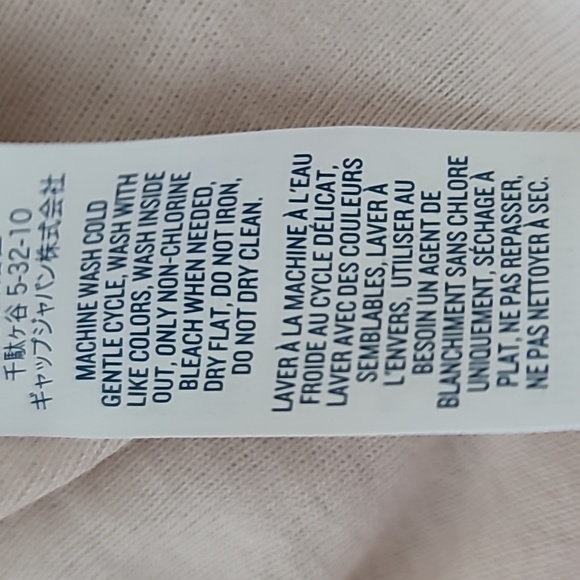 千駄ヶ谷 5-32-10
ギャップジャパン株式会社
MACHINE WASH COLD
GENTLE CYCLE, WASH WITH
LIKE COLORS, WASH INSIDE
OUT, ONLY NON-CHLORINE
BLEACH WHEN NEEDED,
DRY FLAT, DO NOT IRON,
DO NOT DRY CLEAN.
LAVER À LA MACHINE À L'EAU
FROIDE AU CYCLE DÉLICAT,
LAVER AVEC DES COULEURS
SEMBLABLES, LAVER À
L'ENVERS, UTILISER AU
BESOIN UN AGENT DE
BLANCHIMENT SANS CHLORE
UNIQUEMENT, SÉCHAGE À
PLAT, NE PAS REPASSER,
NE PAS NETTOYER À SEC.